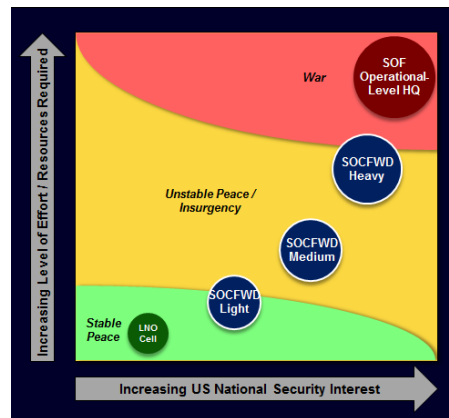 Increasing Level of Effort / Resources Required
War
SOF
Operational-
Level HQ
SOCFWD
Heavy
Unstable Peace /
Insurgency
SOCFWD
Medium
SOCFWD
Light
Stable
Peace
LNO
Cell
Increasing US National Security Interest